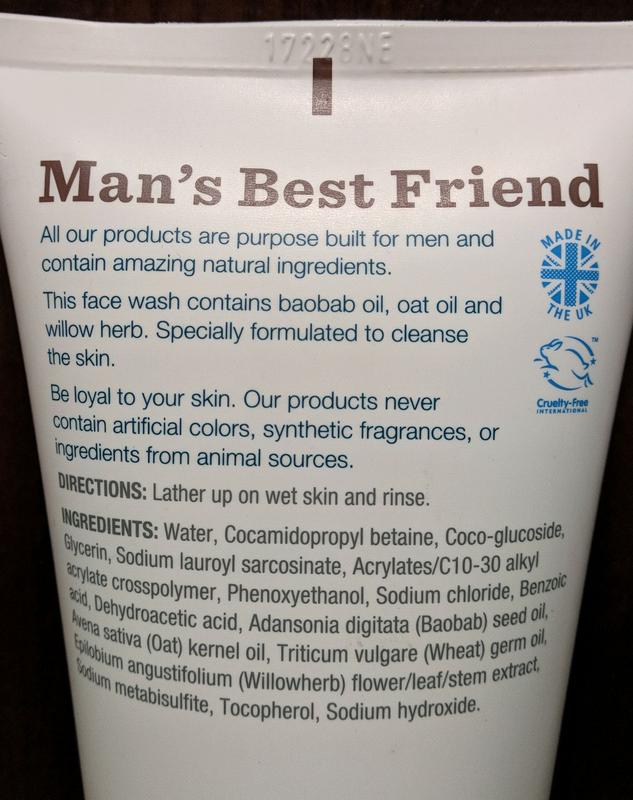 17228NE
Man's Best Friend
All our products are purpose built for men and
contain amazing natural ingredients.
This face wash contains baobab oil, oat oil and
willow herb. Specially formulated to cleanse
the skin.
Be loyal to your skin. Our products never
contain artificial colors, synthetic fragrances, or
ingredients from animal sources.
MADE IN
THE UK
TM
Cruelty-Free
INTERNATIONAL
DIRECTIONS: Lather up on wet skin and rinse.
INGREDIENTS: Water, Cocamidopropyl betaine, Coco-glucoside,
Glycerin, Sodium lauroyl sarcosinate, Acrylates/C10-30 alkyl
acrylate crosspolymer, Phenoxyethanol, Sodium chloride, Benzoic
acid, Dehydroacetic acid, Adansonia digitata (Baobab) seed oil,
Avena sativa (Oat) kernel oil, Triticum vulgare (Wheat) germ oil,
Epilobium angustifolium (Willowherb) flower/leaf/stem extract,
Sodium metabisulfite, Tocopherol, Sodium hydroxide.